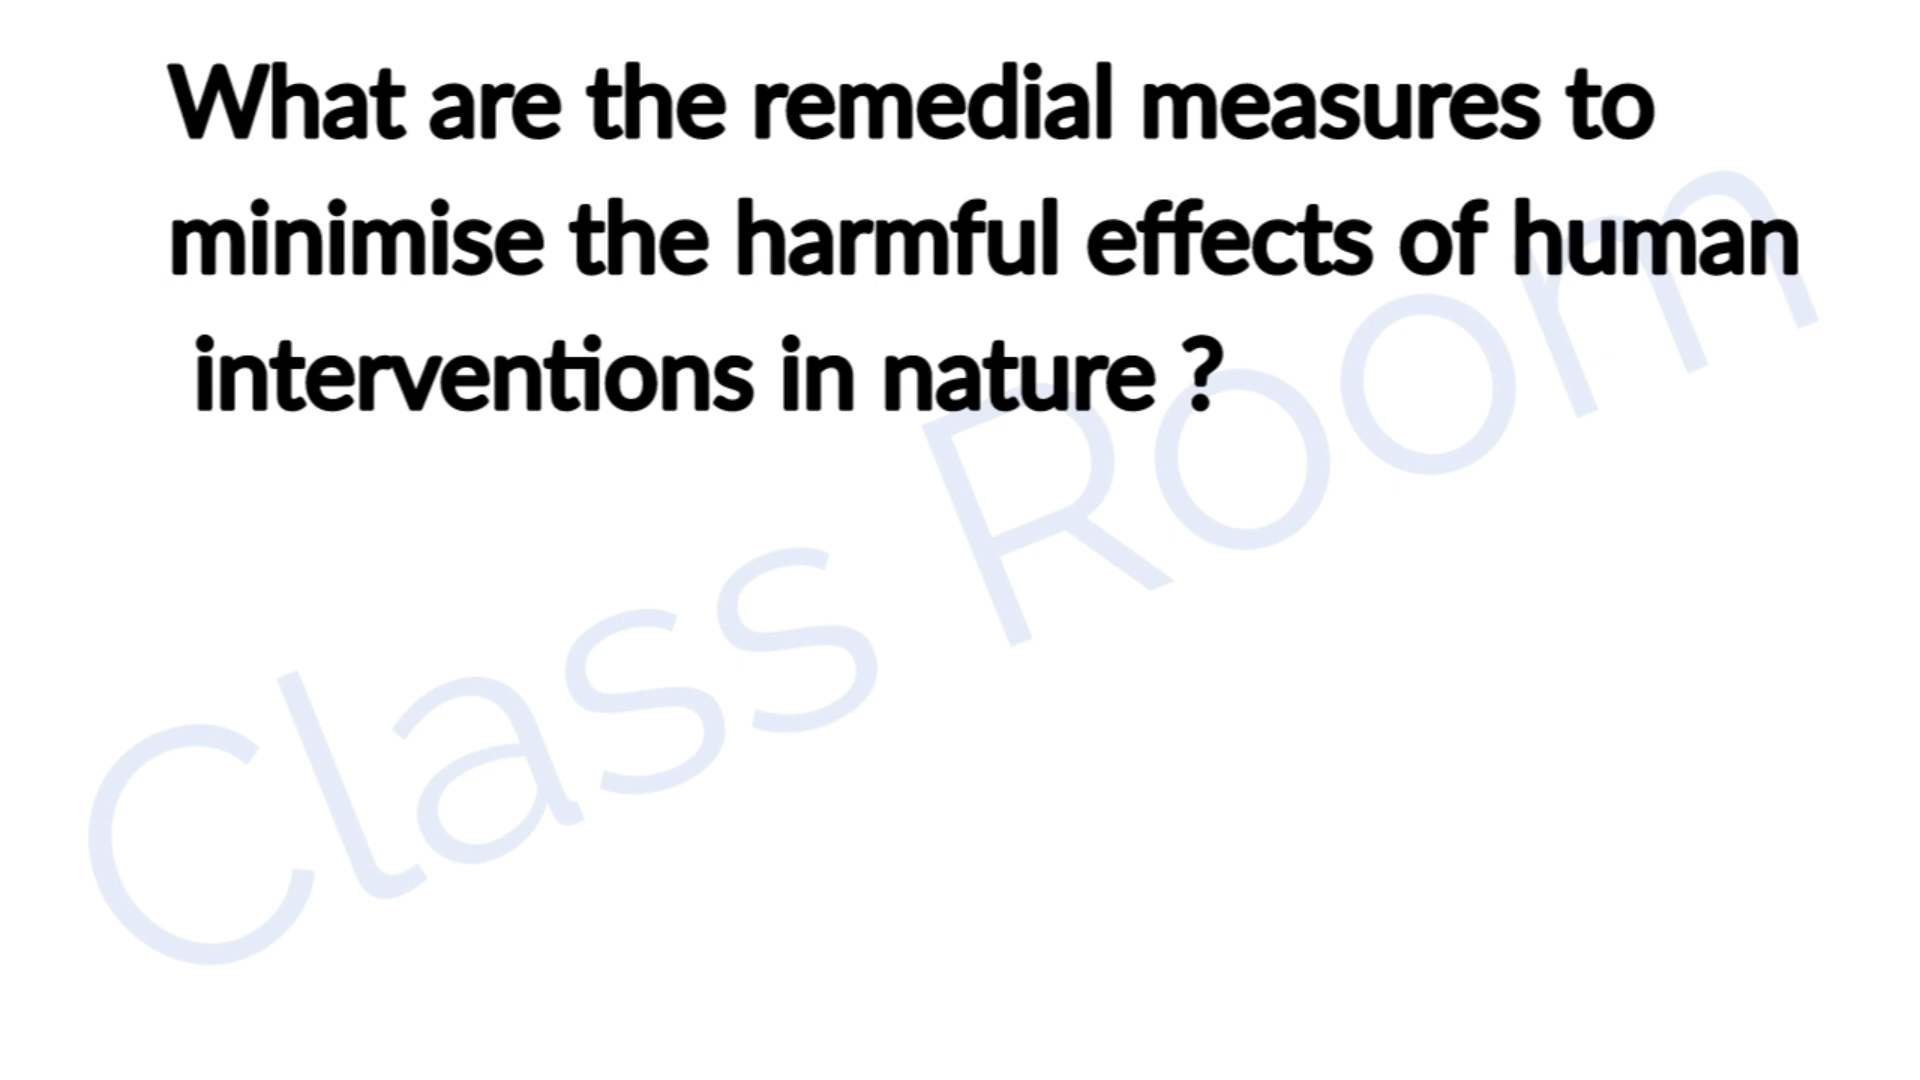 What are the remedial measures to
minimise the harmful effects of human
interventions in nature ?
Class Room